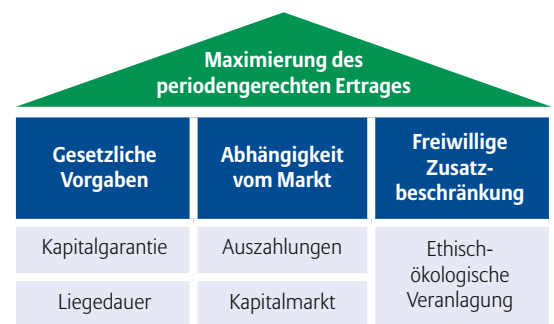 Maximierung des
periodengerechten Ertrages
Gesetzliche
Vorgaben
Abhängigkeit
vom Markt
Freiwillige
Zusatz-
beschränkung
Kapitalgarantie
Auszahlungen
Ethisch-
ökologische
Veranlagung
Liegedauer
Kapitalmarkt